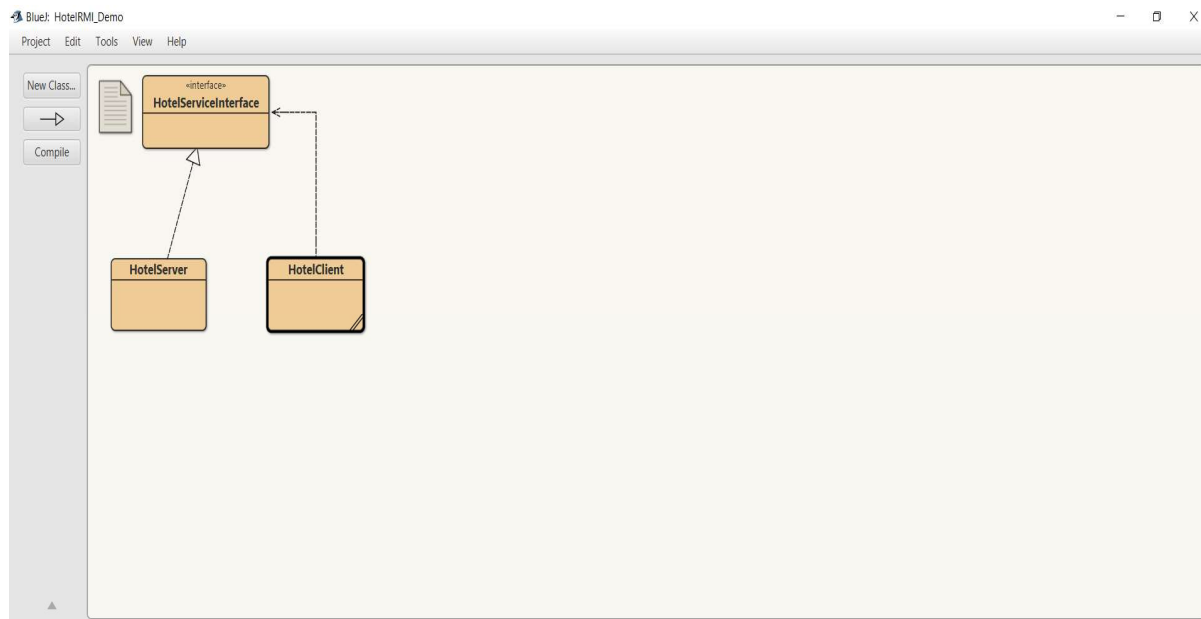 BlueJ: HotelRMI_Demo
Project Edit Tools View Help
New Class...
Compile
«interface»
HotelServiceInterface
HotelServer
HotelClient